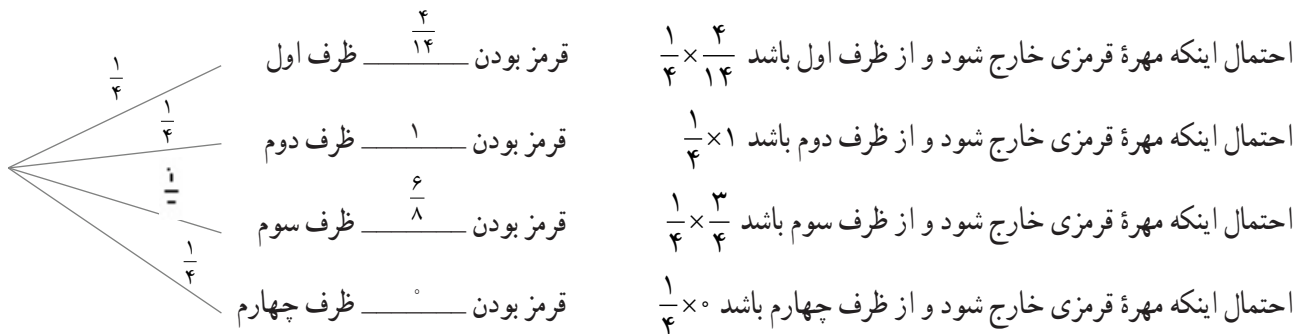 احتمال اینکه مهرهٔ قرمزی خارج شود و از ظرف اول باشد ۱/۴ × ۴/۱۴ قرمز بودن ۴/۱۴ ظرف اول ۱/۴
احتمال اینکه مهرهٔ قرمزی خارج شود و از ظرف دوم باشد ۱/۴ × ۱ قرمز بودن ۱ ظرف دوم ۱/۴
احتمال اینکه مهرهٔ قرمزی خارج شود و از ظرف سوم باشد ۱/۴ × ۳/۴ قرمز بودن ۶/۸ ظرف سوم
احتمال اینکه مهرهٔ قرمزی خارج شود و از ظرف چهارم باشد ۱/۴ × ۰ قرمز بودن ۰ ظرف چهارم ۱/۴